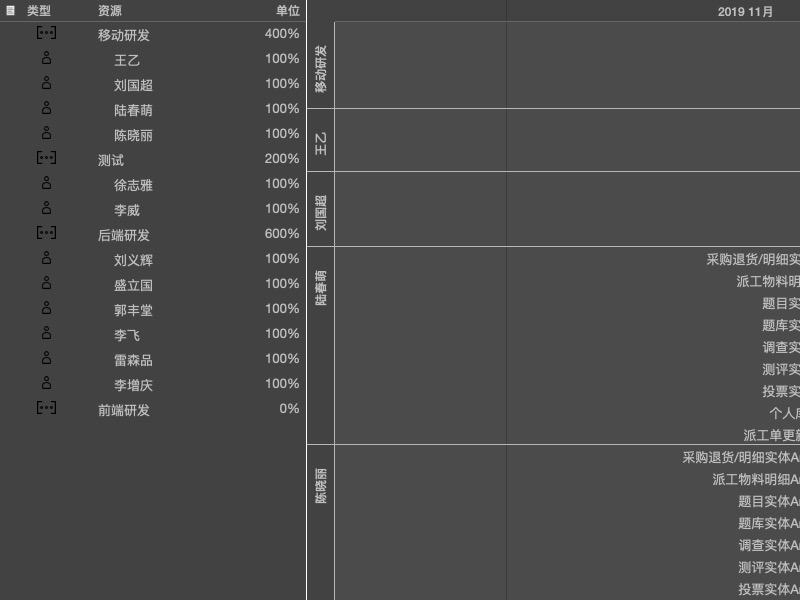 类型 资源 单位
移动研发 400%
王乙 100%
刘国超 100%
陆春萌 100%
陈晓丽 100%
测试 200%
徐志雅 100%
李威 100%
后端研发 600%
刘义辉 100%
盛立国 100%
郭丰堂 100%
李飞 100%
雷森品 100%
李增庆 100%
前端研发 0%
2019 11月
移动研发
王乙
刘国超
陆春萌
采购退货/明细实
派工物料明
题目实
题库实
调查实
测评实
投票实
个人
派工单更新
陈晓丽
采购退货/明细实体A
派工物料明细A
题目实体A
题库实体A
调查实体A
测评实体A
投票实体A